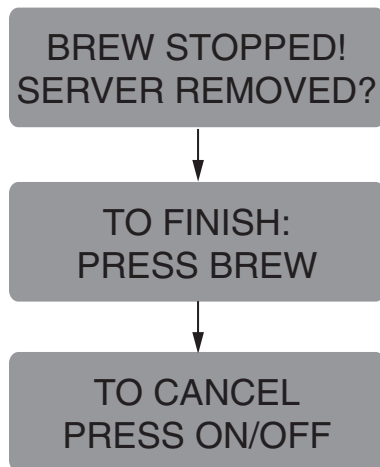 BREW STOPPED!
SERVER REMOVED?
TO FINISH:
PRESS BREW
TO CANCEL
PRESS ON/OFF